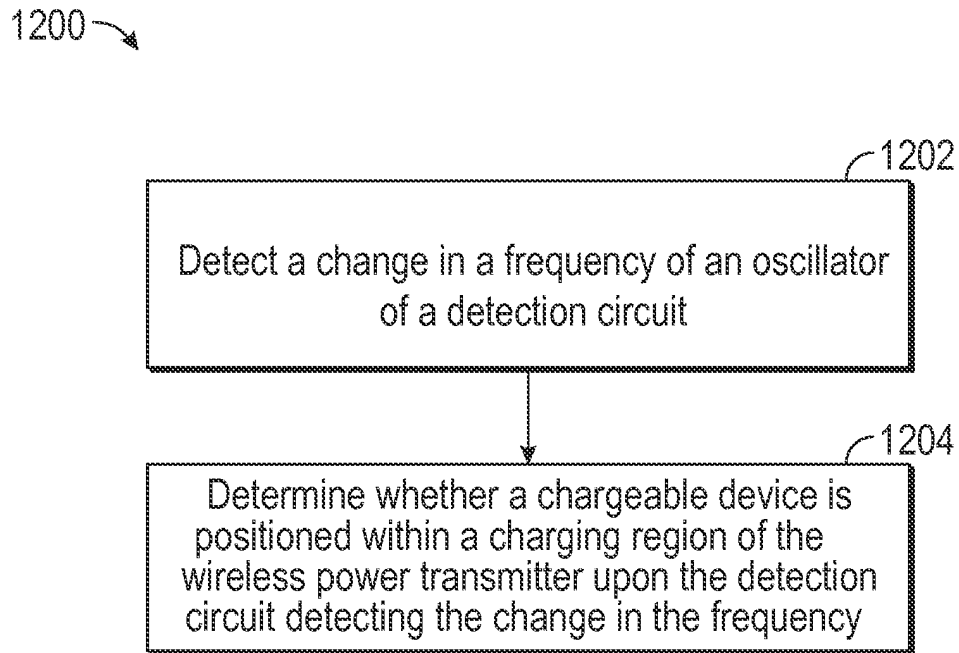 1200
1202
Detect a change in a frequency of an oscillator
of a detection circuit
1204
Determine whether a chargeable device is
positioned within a charging region of the
wireless power transmitter upon the detection
circuit detecting the change in the frequency